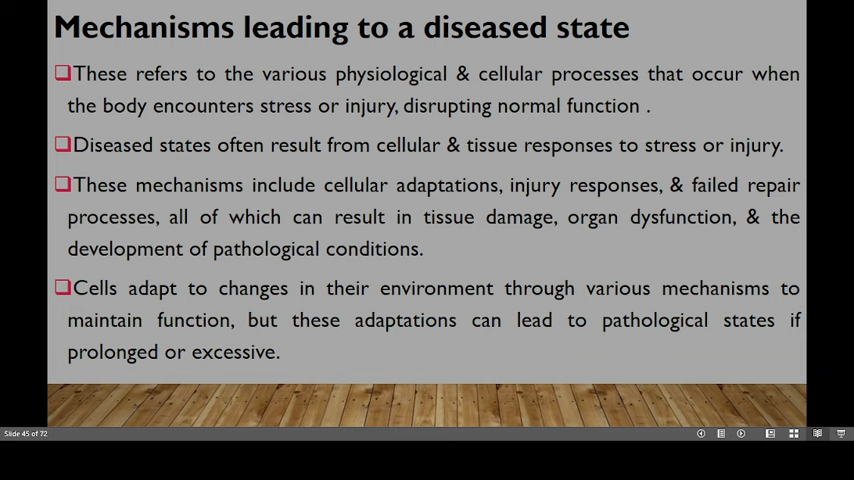 Mechanisms leading to a diseased state
These refers to the various physiological & cellular processes that occur when
the body encounters stress or injury, disrupting normal function .
Diseased states often result from cellular & tissue responses to stress or injury.
These mechanisms include cellular adaptations, injury responses, & failed repair
processes, all of which can result in tissue damage, organ dysfunction, & the
development of pathological conditions.
Cells adapt to changes in their environment through various mechanisms to
maintain function, but these adaptations can lead to pathological states if
prolonged or excessive.
Slide 45 of 72